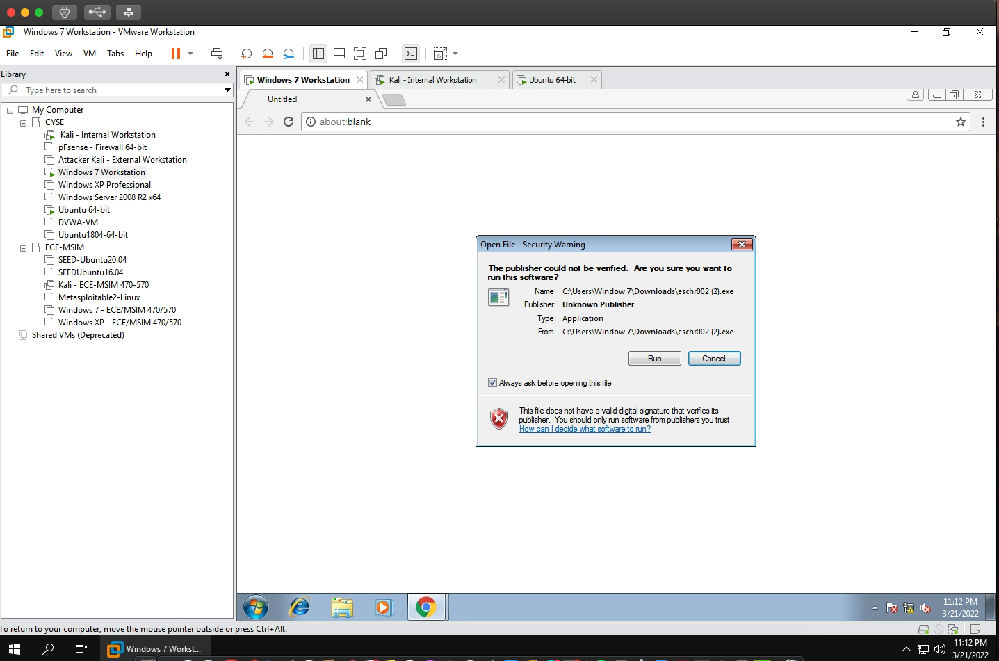 Windows 7 Workstation - VMware Workstation
File Edit View VM Tabs Help
Library
Type here to search
My Computer
CYSE
Kali - Internal Workstation
pFsense - Firewall 64-bit
Attacker Kali - External Workstation
Windows 7 Workstation
Windows XP Professional
Windows Server 2008 R2 x64
Ubuntu 64-bit
DVWA-VM
Ubuntu1804-64-bit
ECE-MSIM
SEED-Ubuntu20.04
SEEDUbuntu16.04
Kali - ECE-MSIM 470-570
Metasploitable2-Linux
Windows 7 - ECE/MSIM 470/570
Windows XP - ECE/MSIM 470/570
Shared VMs (Deprecated)
Windows 7 Workstation Kali - Internal Workstation Ubuntu 64-bit
Untitled
about:blank
Open File - Security Warning
The publisher could not be verified. Are you sure you want to
run this software?
Name: C:\Users\Window 7\Downloads\eschr002 (2).exe
Publisher: Unknown Publisher
Type: Application
From: C:\Users\Window 7\Downloads\eschr002 (2).exe
Run Cancel
Always ask before opening this file
This file does not have a valid digital signature that verifies its
publisher. You should only run software from publishers you trust.
How can I decide what software to run?
11:12 PM
3/21/2022
To return to your computer, move the mouse pointer outside or press Ctrl+Alt.
Windows 7 Workst...
11:12 PM
3/21/2022